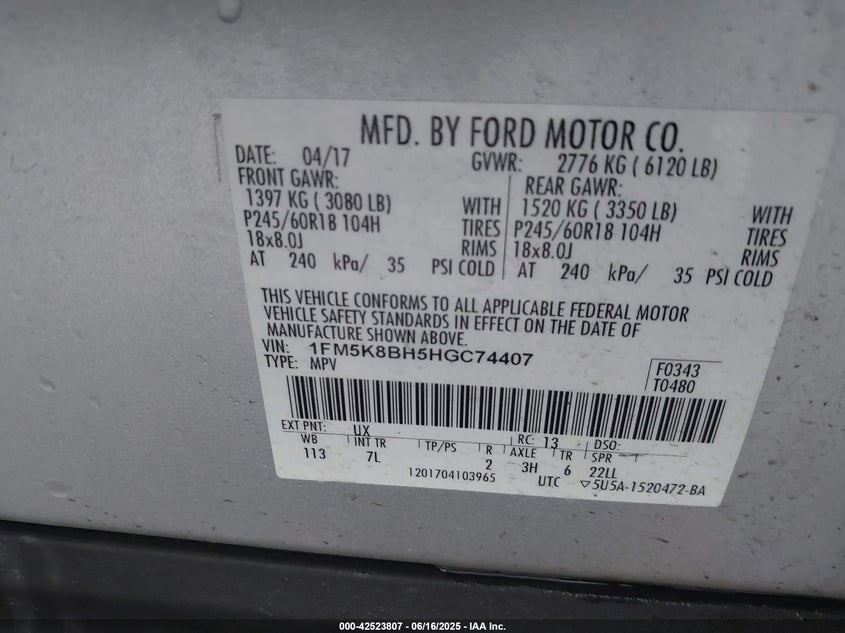 MFD. BY FORD MOTOR CO.
DATE: 04/17 GVWR: 2776 KG ( 6120 LB)
FRONT GAWR: REAR GAWR:
1397 KG ( 3080 LB) WITH 1520 KG ( 3350 LB) WITH
P245/60R18 104H TIRES P245/60R18 104H TIRES
18x8.0J RIMS 18x8.0J RIMS
AT 240 kPa/ 35 PSI COLD AT 240 kPa/ 35 PSI COLD
THIS VEHICLE CONFORMS TO ALL APPLICABLE FEDERAL MOTOR
VEHICLE SAFETY STANDARDS IN EFFECT ON THE DATE OF
MANUFACTURE SHOWN ABOVE.
VIN: 1FM5K8BH5HGC74407
TYPE: MPV F0343
T0480
EXT PNT: UX RC: 13 DSO:
WB INT TR TP/PS R AXLE TR SPR
113 7L 2 3H 6 22LL
1201704103965 UTC ▽5U5A-1520472-BA
000-42523807 - 06/16/2025 - IAA Inc.